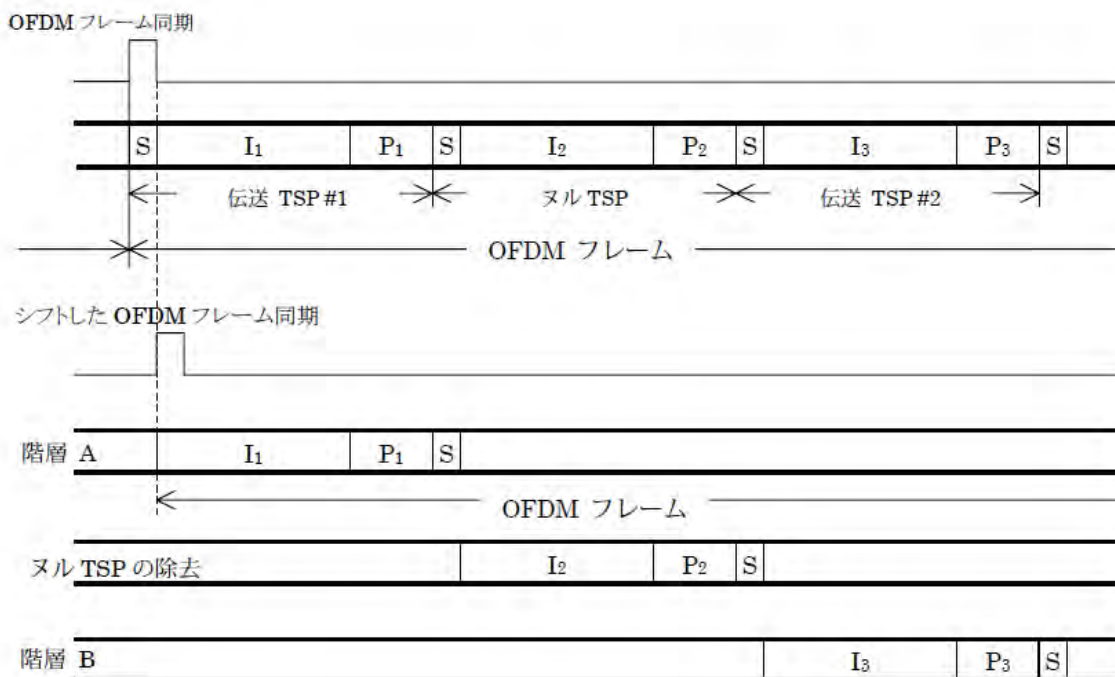 OFDM フレーム同期
S I₁ P₁ S I₂ P₂ S I₃ P₃ S
伝送 TSP #1 ヌル TSP 伝送 TSP #2
OFDM フレーム
シフトした OFDM フレーム同期
階層 A I₁ P₁ S
OFDM フレーム
ヌル TSP の除去 I₂ P₂ S
階層 B I₃ P₃ S